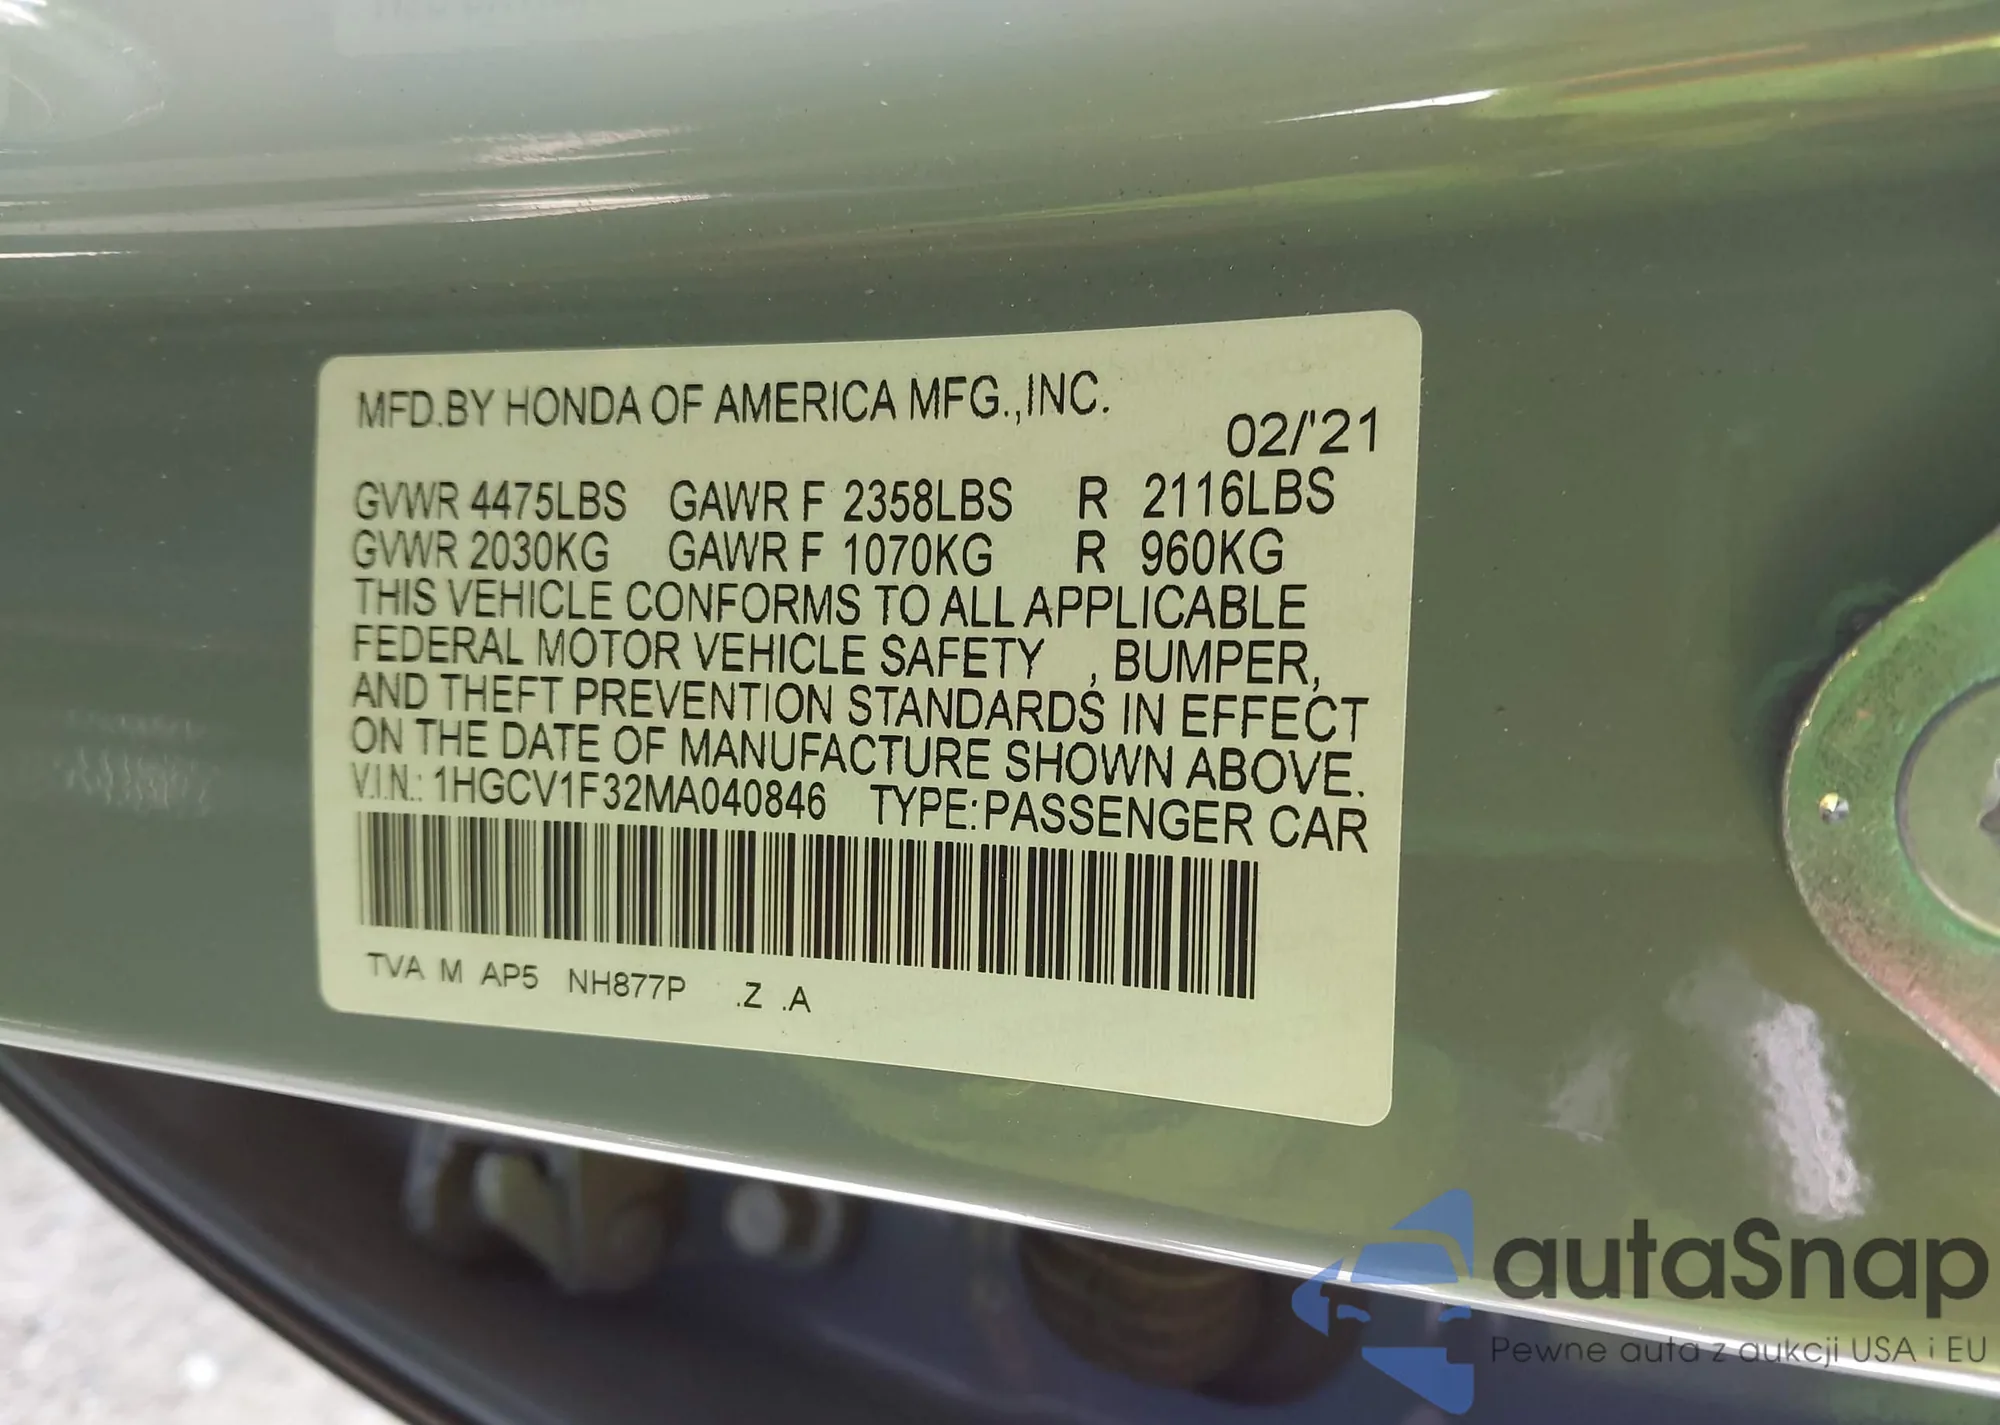 MFD.BY HONDA OF AMERICA MFG.,INC.
02/'21
GVWR 4475LBS GAWR F 2358LBS R 2116LBS
GVWR 2030KG GAWR F 1070KG R 960KG
THIS VEHICLE CONFORMS TO ALL APPLICABLE
FEDERAL MOTOR VEHICLE SAFETY , BUMPER,
AND THEFT PREVENTION STANDARDS IN EFFECT
ON THE DATE OF MANUFACTURE SHOWN ABOVE.
V.I.N.: 1HGCV1F32MA040846 TYPE:PASSENGER CAR
TVA M AP5 NH877P .Z .A
autaSnap
Pewne auta z aukcji USA i EU